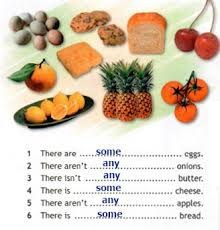 1 There are ....some.................. eggs.
2 There aren't ....any................ onions.
3 There isn't ....any................ butter.
4 There is ....some.................. cheese.
5 There aren't ....any................ apples.
6 There is ....some.................. bread.